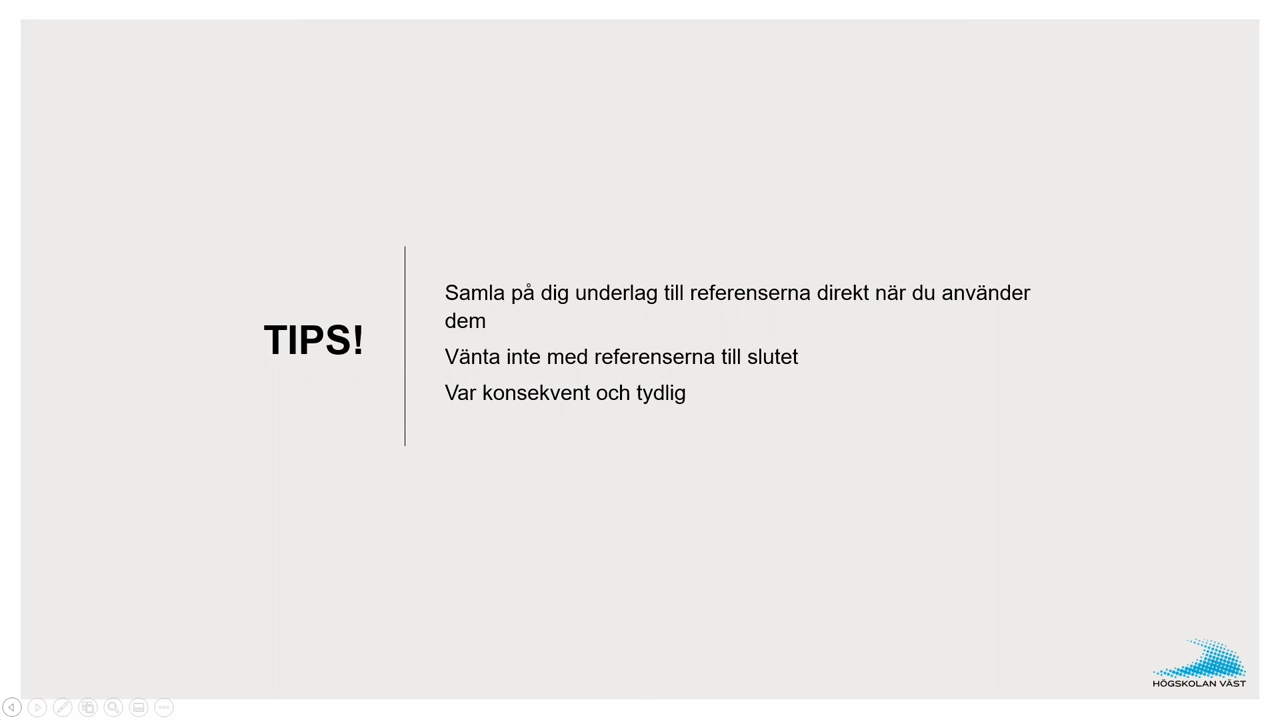 TIPS!
Samla på dig underlag till referenserna direkt när du använder
dem
Vänta inte med referenserna till slutet
Var konsekvent och tydlig
HÖGSKOLAN VÄST